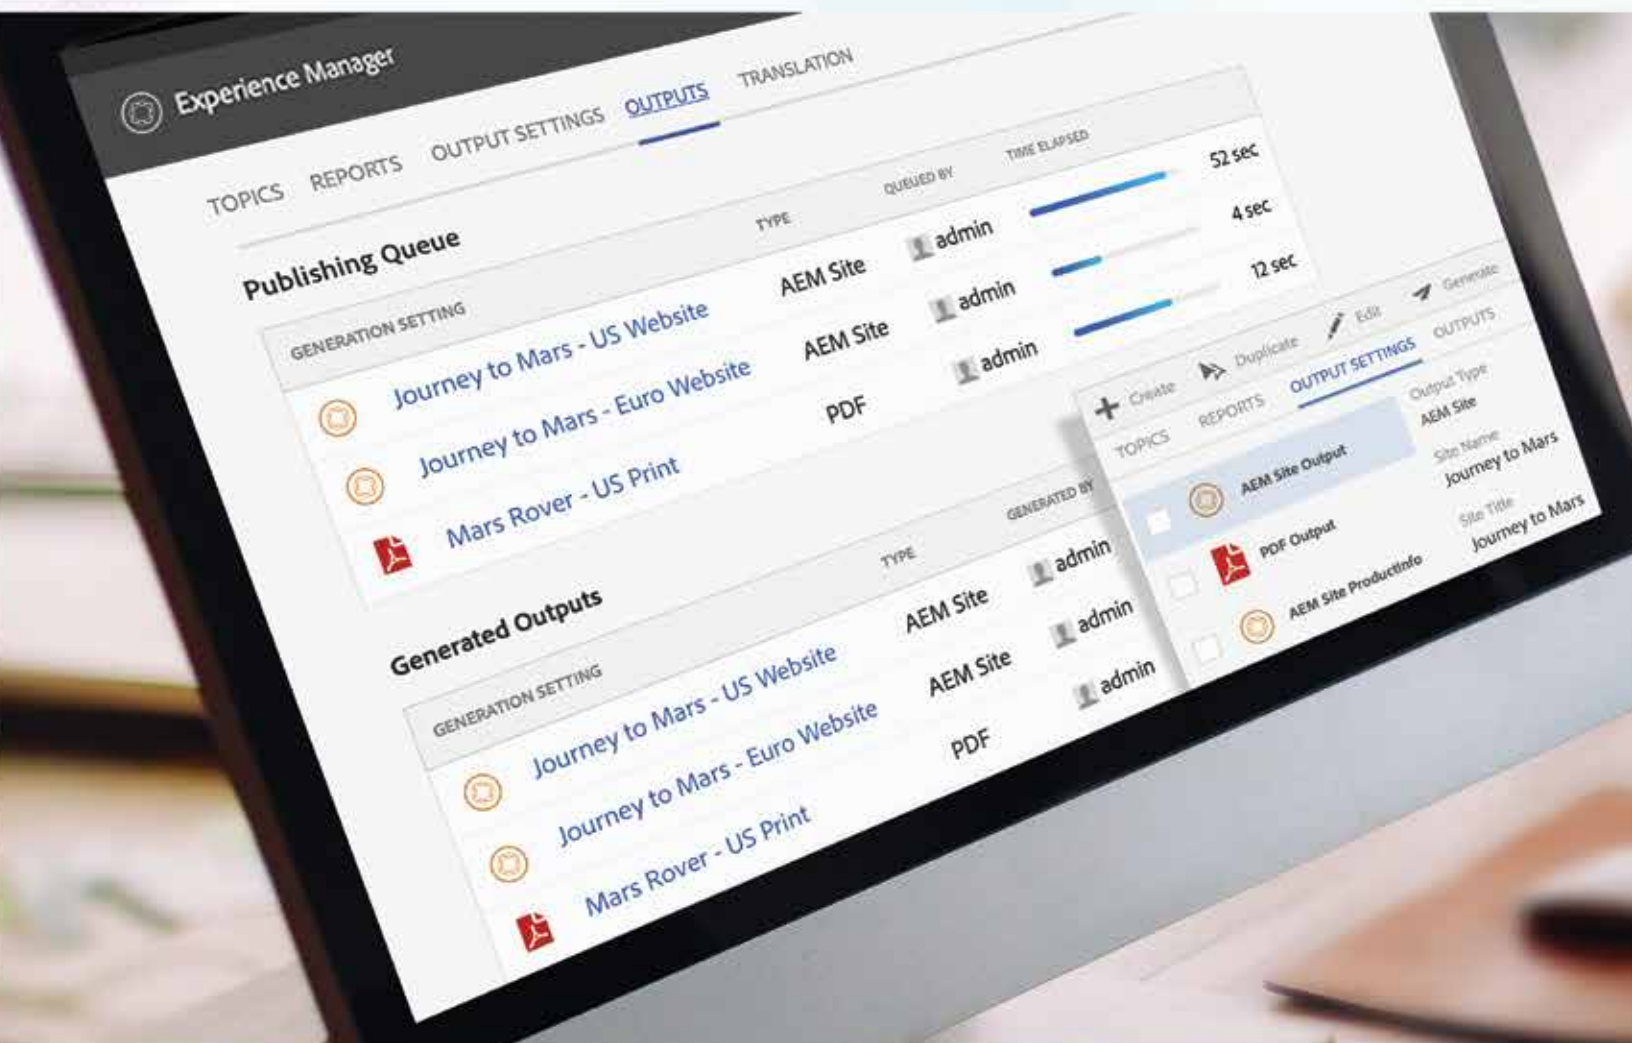 Experience Manager
TOPICS REPORTS OUTPUT SETTINGS OUTPUTS TRANSLATION
Publishing Queue
GENERATION SETTING TYPE QUEUED BY TIME ELAPSED
Journey to Mars - US Website AEM Site admin 52 sec
Journey to Mars - Euro Website AEM Site admin 4 sec
Mars Rover - US Print PDF admin 12 sec
Generated Outputs
GENERATION SETTING TYPE GENERATED BY
Journey to Mars - US Website AEM Site admin
Journey to Mars - Euro Website AEM Site admin
Mars Rover - US Print PDF admin
Create Duplicate Edit Generate
TOPICS REPORTS OUTPUT SETTINGS OUTPUTS
AEM Site Output
PDF Output
AEM Site ProductInfo
Output Type
AEM Site
Site Name
Journey to Mars
Site Title
Journey to Mars